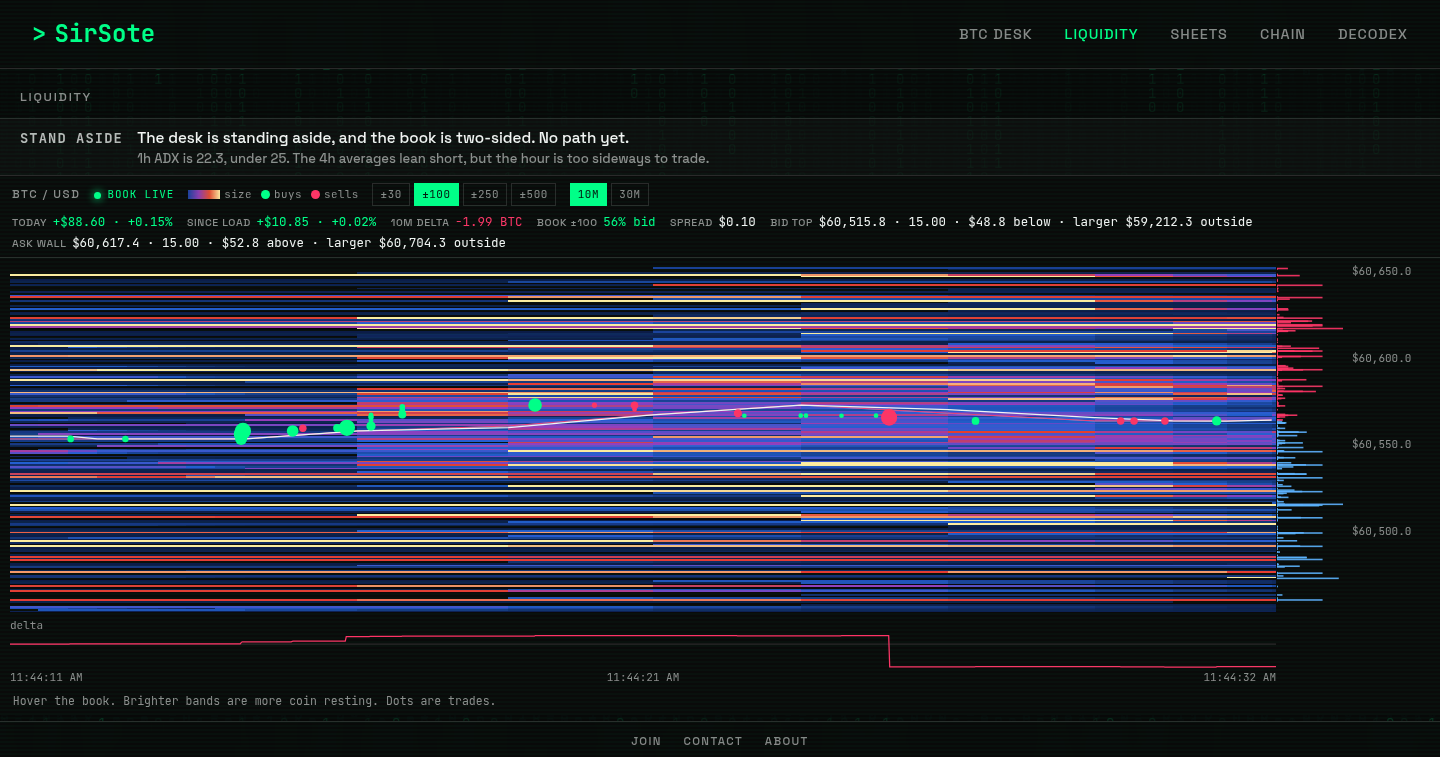 > SirSote
BTC DESK LIQUIDITY SHEETS CHAIN DECODEX
LIQUIDITY
STAND ASIDE The desk is standing aside, and the book is two-sided. No path yet.
1h ADX is 22.3, under 25. The 4h averages lean short, but the hour is too sideways to trade.
BTC / USD BOOK LIVE size buys sells ±30 ±100 ±250 ±500 10M 30M
TODAY +$88.60 · +0.15% SINCE LOAD +$10.85 · +0.02% 10M DELTA -1.99 BTC BOOK ±100 56% bid SPREAD $0.10 BID TOP $60,515.8 · 15.00 · $48.8 below · larger $59,212.3 outside
ASK WALL $60,617.4 · 15.00 · $52.8 above · larger $60,704.3 outside
$60,650.0
$60,600.0
$60,550.0
$60,500.0
delta
11:44:11 AM 11:44:21 AM 11:44:32 AM
Hover the book. Brighter bands are more coin resting. Dots are trades.
JOIN CONTACT ABOUT